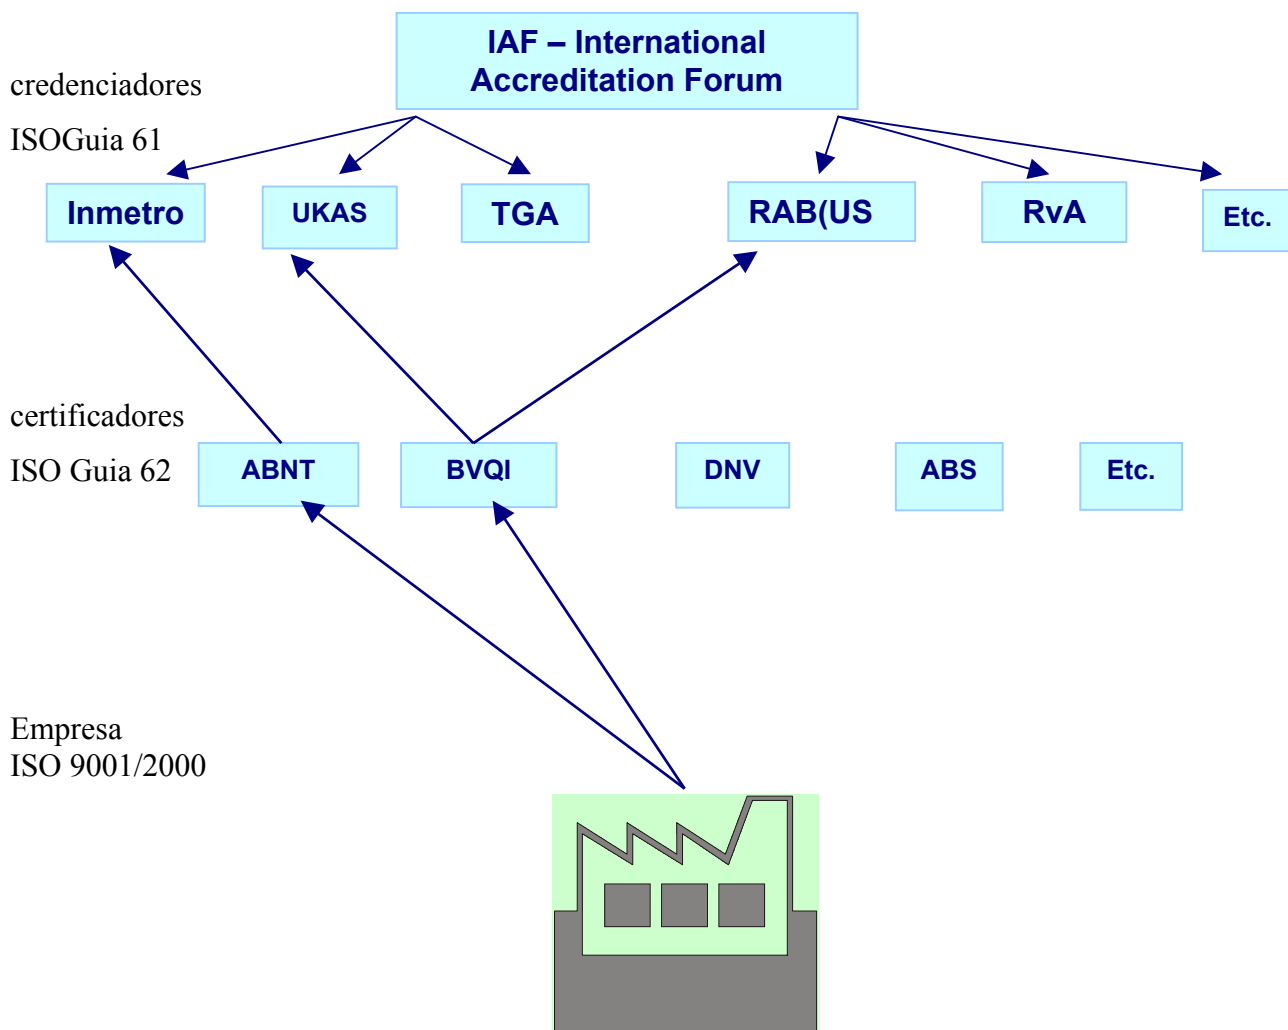 IAF – International
Accreditation Forum
credenciadores
ISOGuia 61
Inmetro
UKAS
TGA
RAB(US
RvA
Etc.
certificadores
ISO Guia 62
ABNT
BVQI
DNV
ABS
Etc.
Empresa
ISO 9001/2000